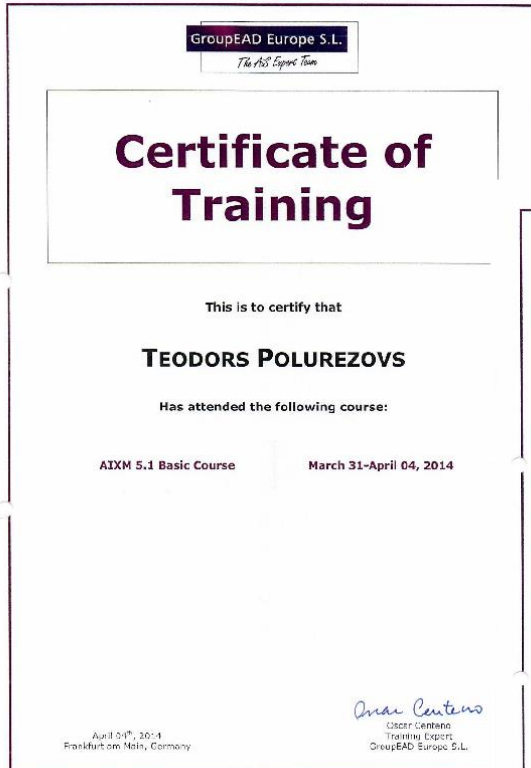 GroupEAD Europe S.L.
The AIS Expert Team
Certificate of
Training
This is to certify that
TEODORS POLUREZOVS
Has attended the following course:
AIXM 5.1 Basic Course March 31-April 04, 2014
Omar Centeno
Oscar Centeno
Training Expert
GroupEAD Europe S.L.
April 04th, 2014
Frankfurt am Main, Germany